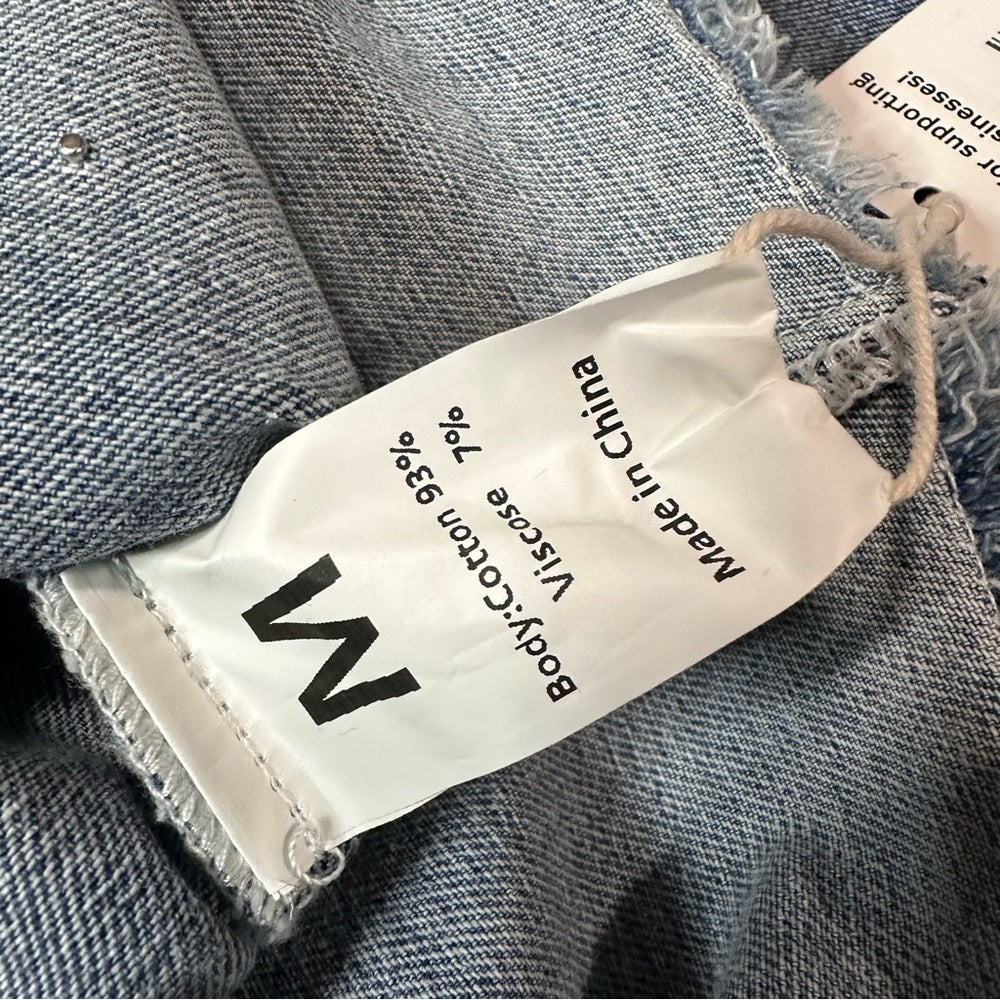 M
Body:Cotton 93%
Viscose 7%
Made in China
or supporting
sinesses!